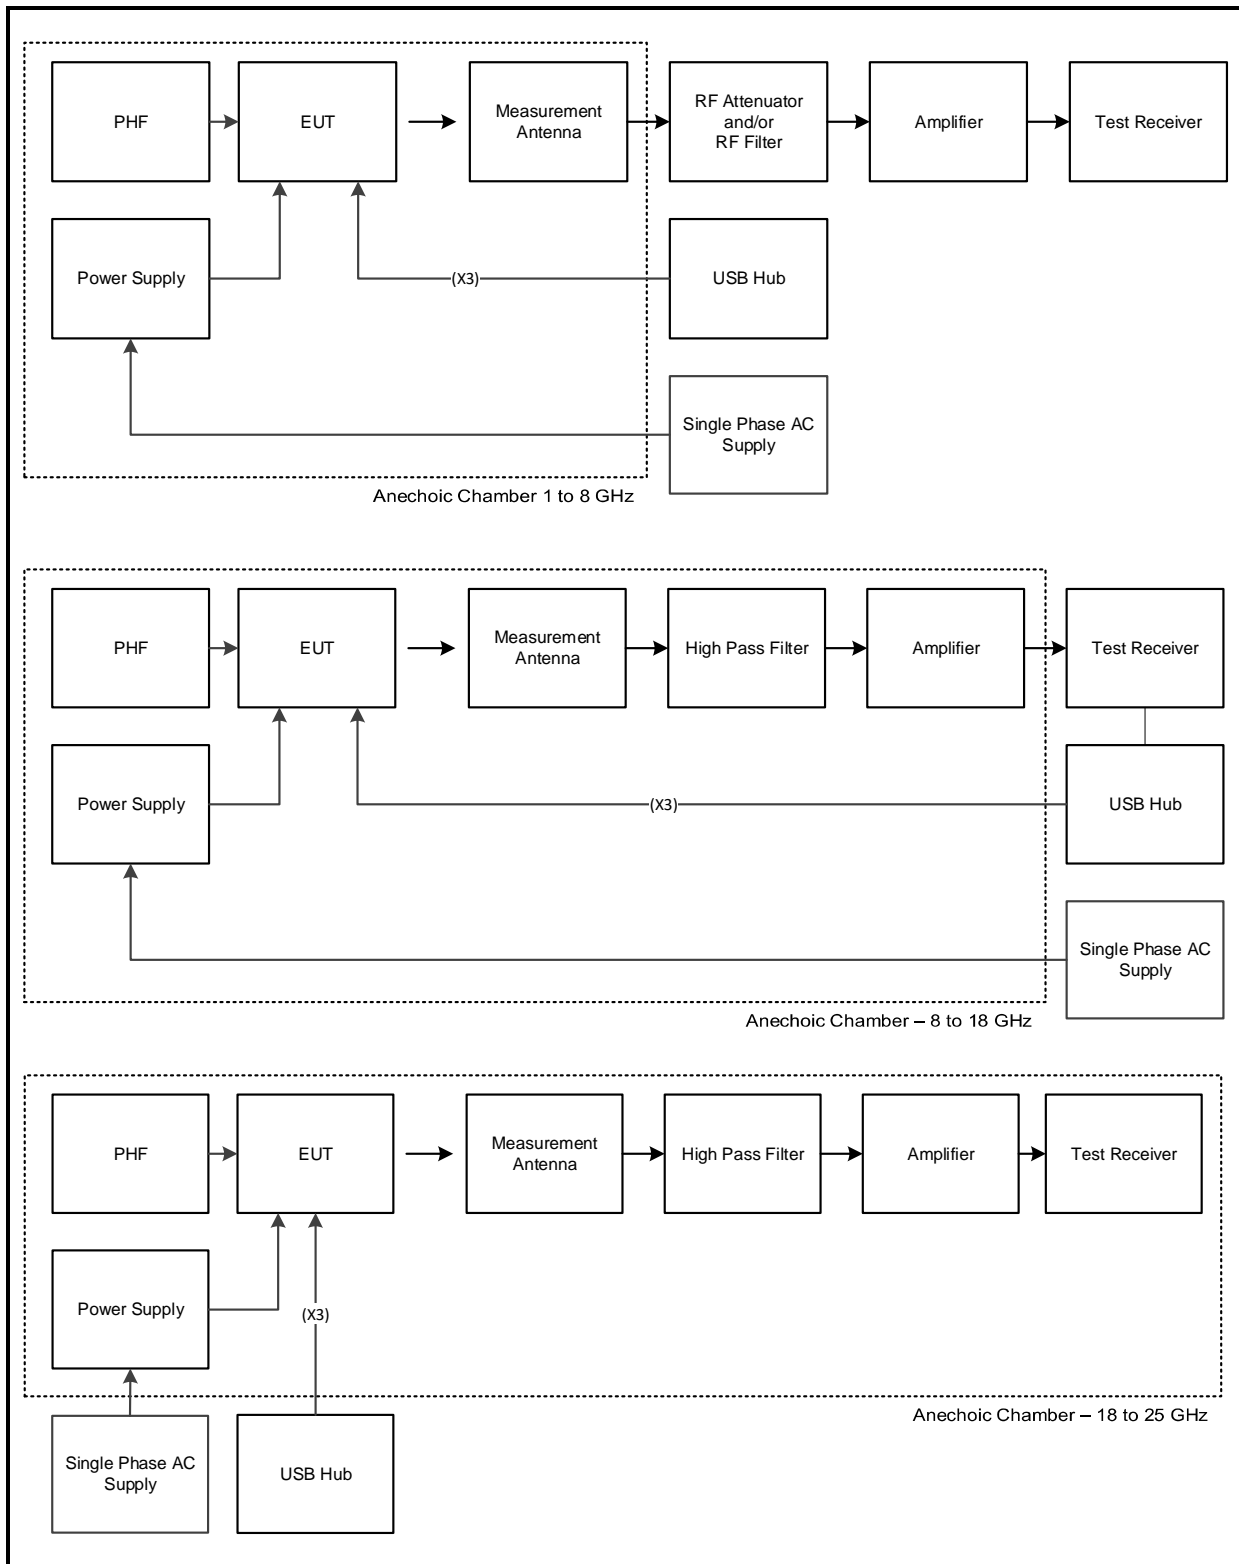 PHF
EUT
Measurement
Antenna
RF Attenuator
and/or
RF Filter
Amplifier
Test Receiver
Power Supply
(X3)
USB Hub
Single Phase AC
Supply
Anechoic Chamber 1 to 8 GHz
PHF
EUT
Measurement
Antenna
High Pass Filter
Amplifier
Test Receiver
Power Supply
(X3)
USB Hub
Single Phase AC
Supply
Anechoic Chamber – 8 to 18 GHz
PHF
EUT
Measurement
Antenna
High Pass Filter
Amplifier
Test Receiver
Power Supply
(X3)
Anechoic Chamber – 18 to 25 GHz
Single Phase AC
Supply
USB Hub